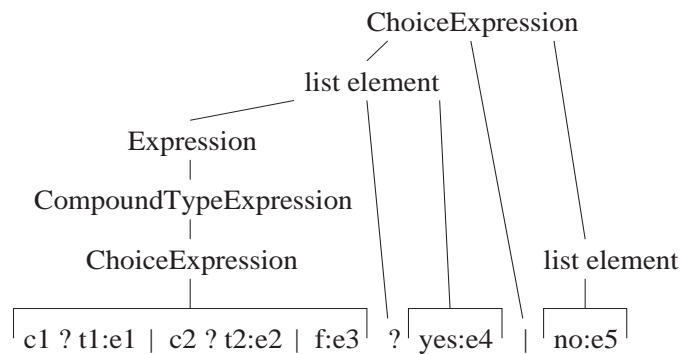 ChoiceExpression
list element
Expression
CompoundTypeExpression
ChoiceExpression list element
c1 ? t1:e1 | c2 ? t2:e2 | f:e3 ? yes:e4 | no:e5